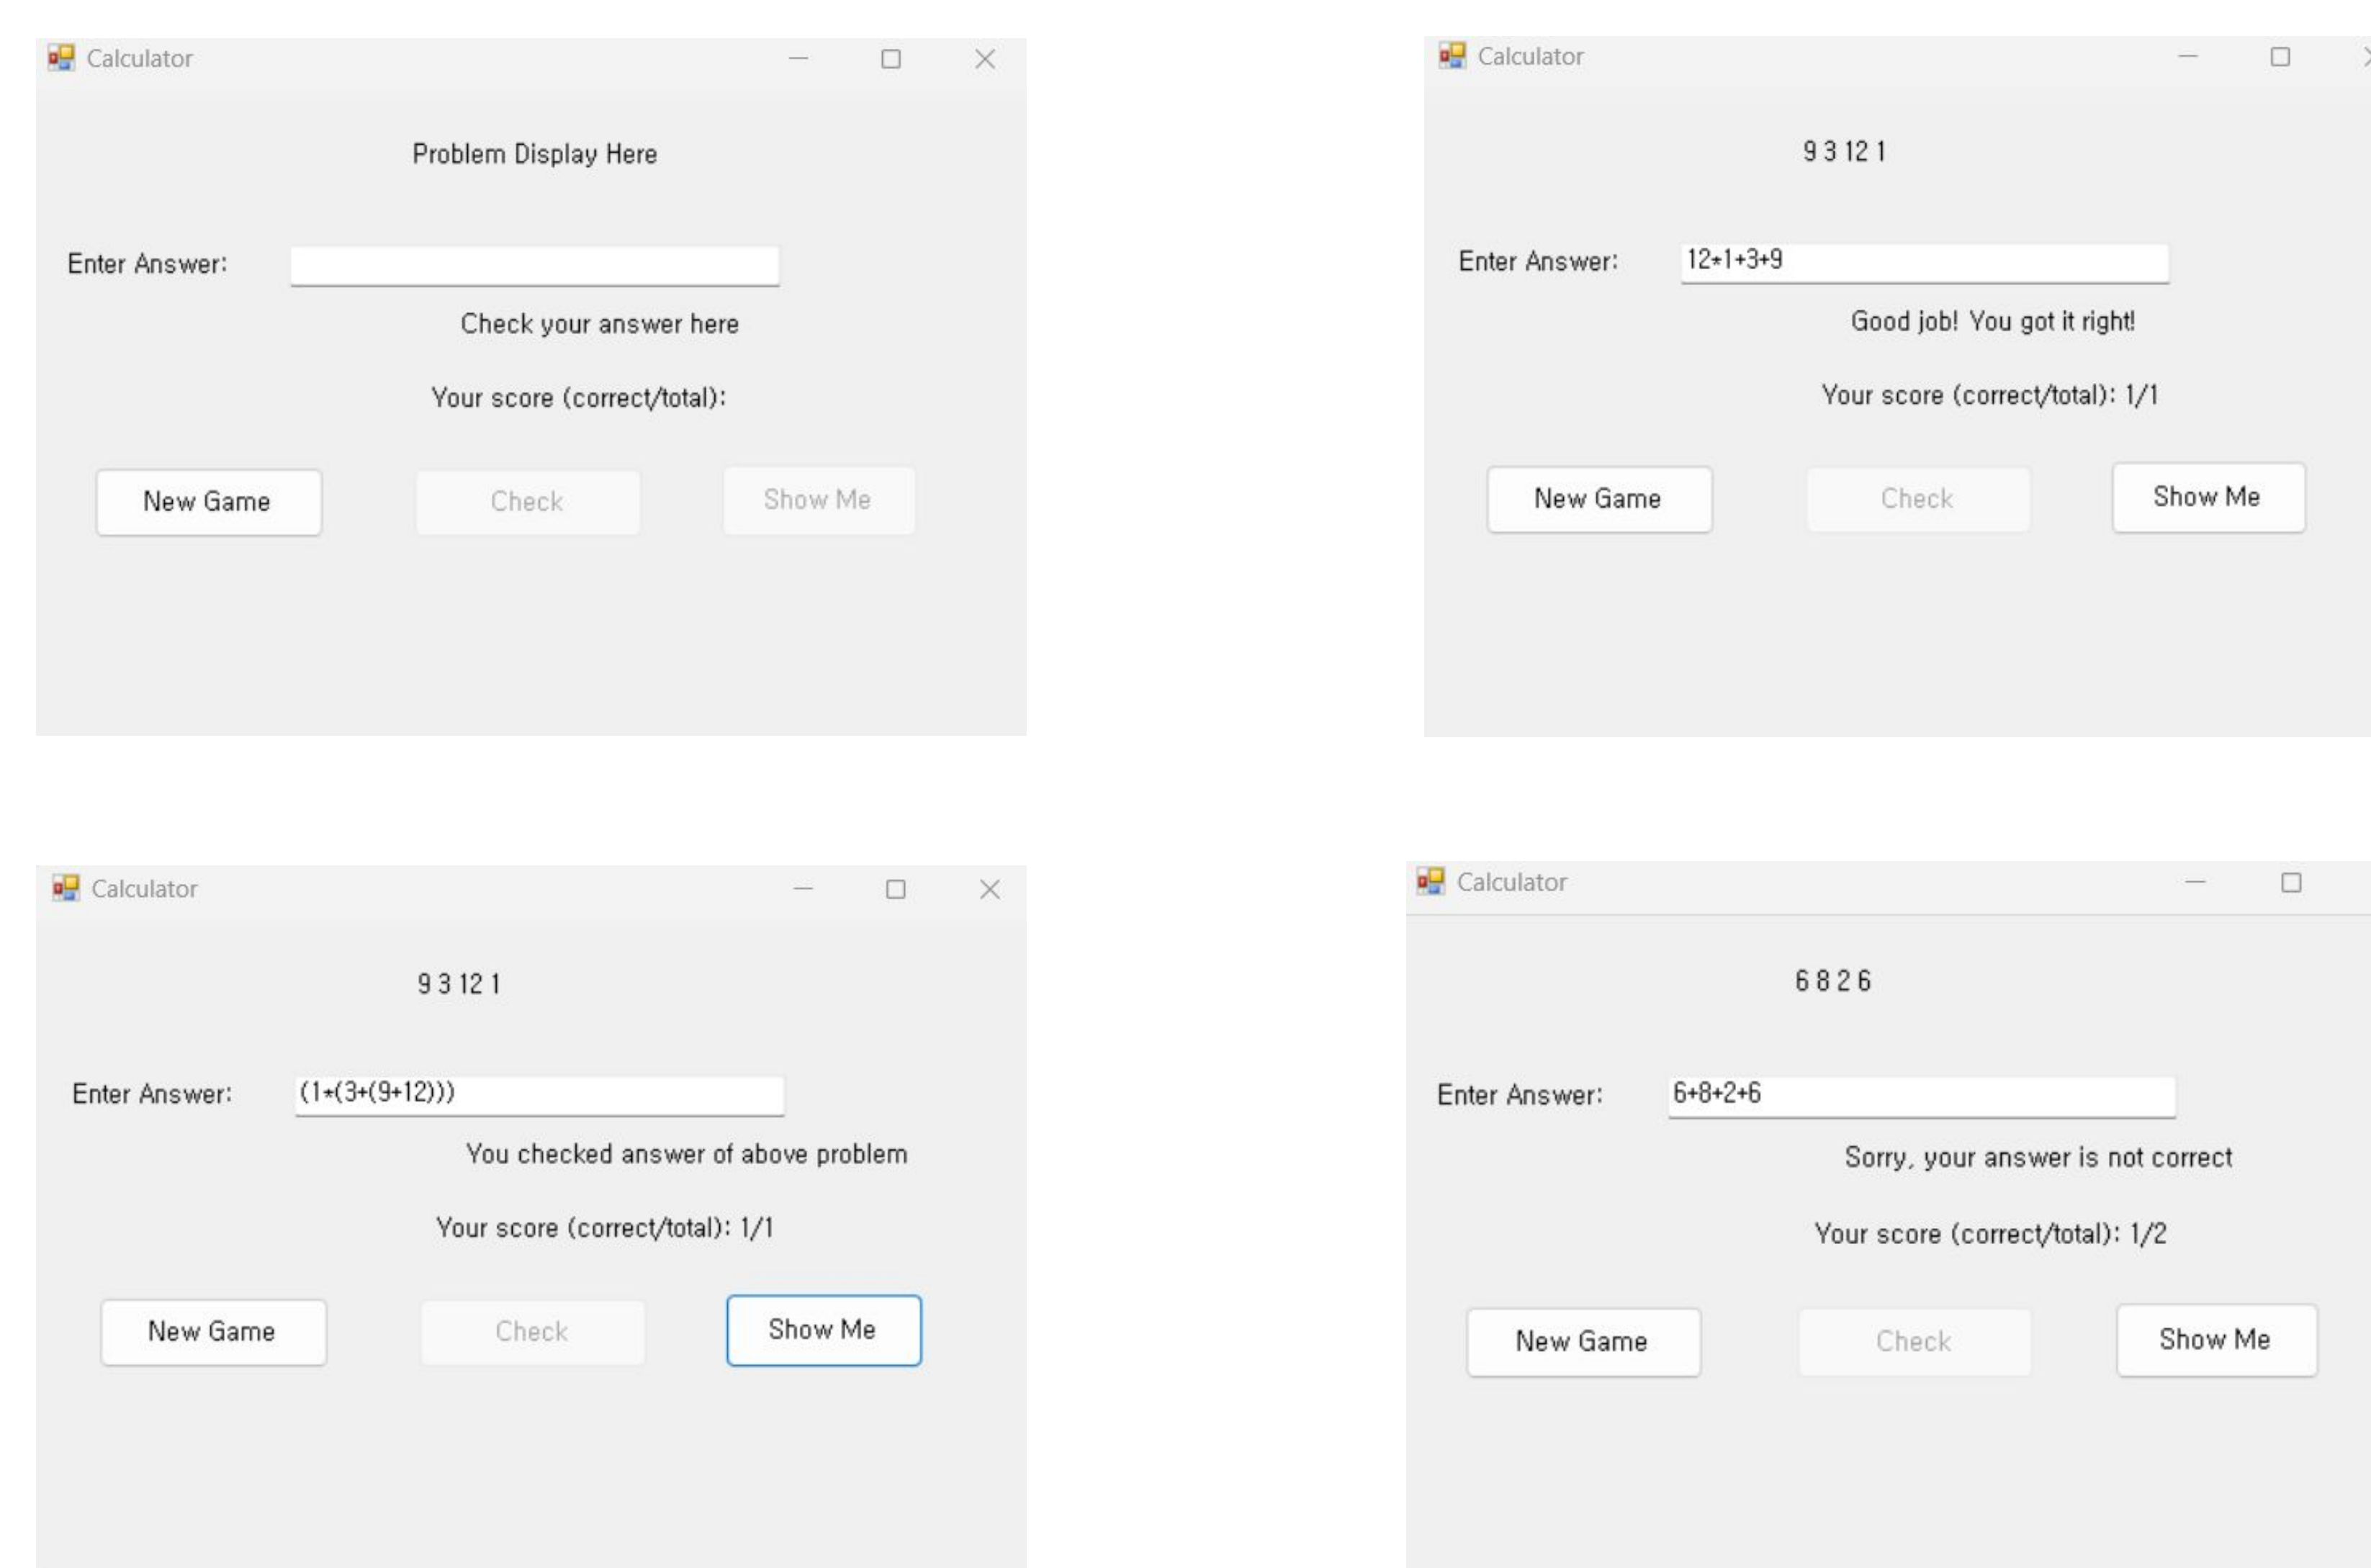 Calculator
Problem Display Here
Enter Answer:
Check your answer here
Your score (correct/total):
New Game Check Show Me
Calculator
9 3 12 1
Enter Answer: 12*1+3+9
Good job! You got it right!
Your score (correct/total): 1/1
New Game Check Show Me
Calculator
9 3 12 1
Enter Answer: (1*(3+(9+12)))
You checked answer of above problem
Your score (correct/total): 1/1
New Game Check Show Me
Calculator
6 8 2 6
Enter Answer: 6+8+2+6
Sorry, your answer is not correct
Your score (correct/total): 1/2
New Game Check Show Me